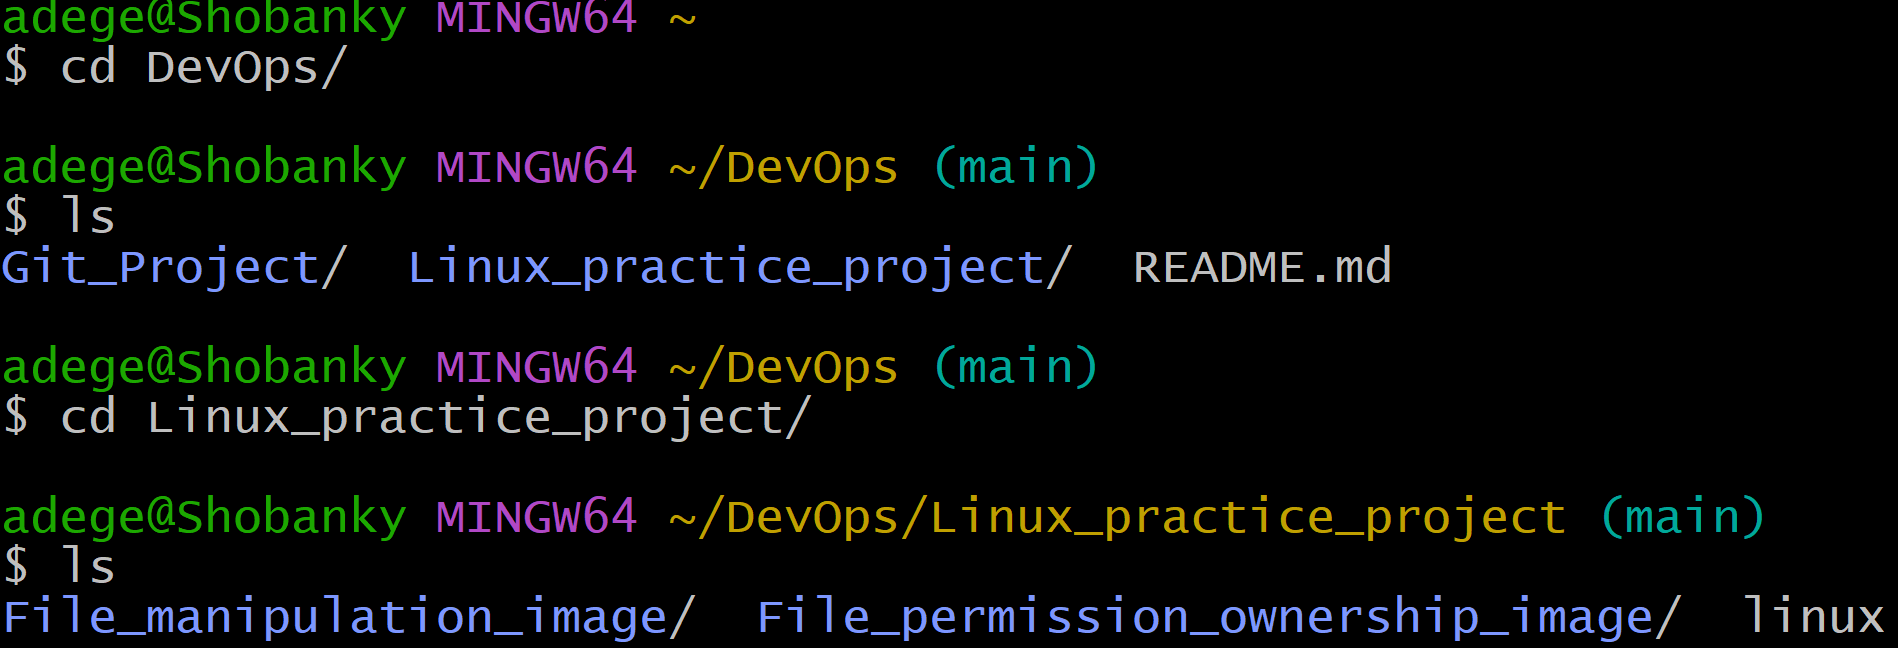 adege@Shobanky MINGW64 ~
$ cd DevOps/
adege@Shobanky MINGW64 ~/DevOps (main)
$ ls
Git_Project/  Linux_practice_project/  README.md
adege@Shobanky MINGW64 ~/DevOps (main)
$ cd Linux_practice_project/
adege@Shobanky MINGW64 ~/DevOps/Linux_practice_project (main)
$ ls
File_manipulation_image/  File_permission_ownership_image/  linux